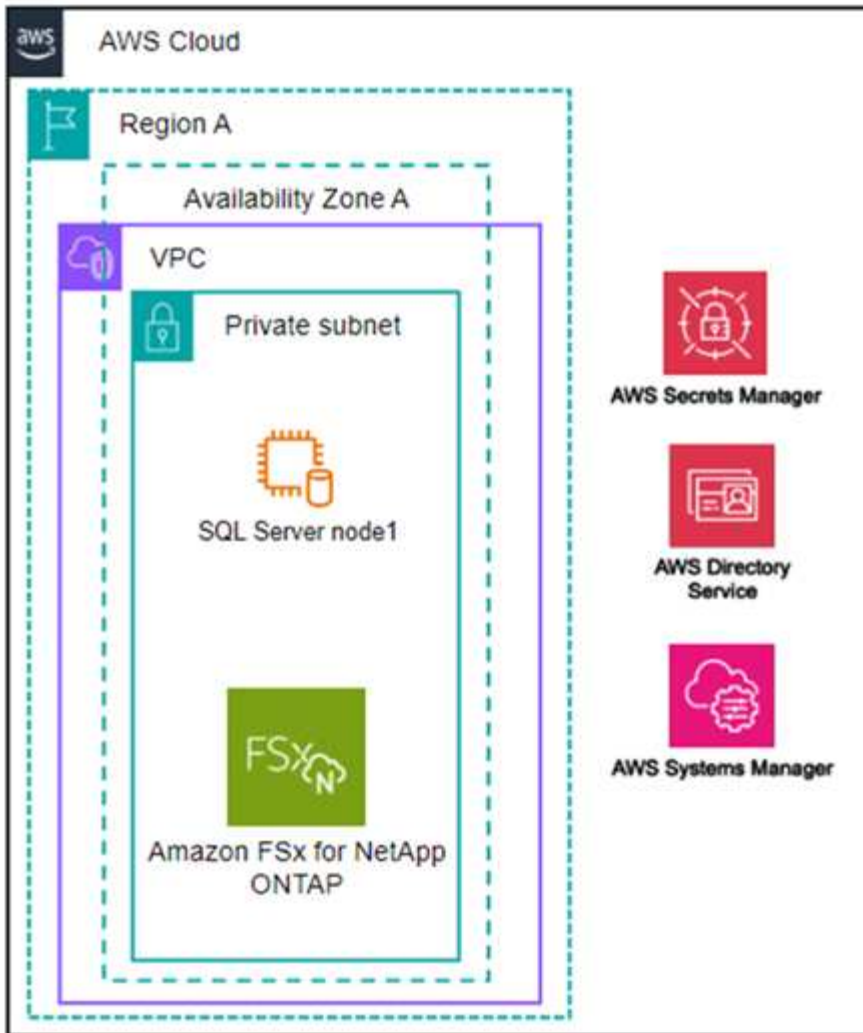 aws
AWS Cloud
Region A
Availability Zone A
VPC
Private subnet
SQL Server node1
FSx
N
Amazon FSx for NetApp
ONTAP
AWS Secrets Manager
AWS Directory
Service
AWS Systems Manager